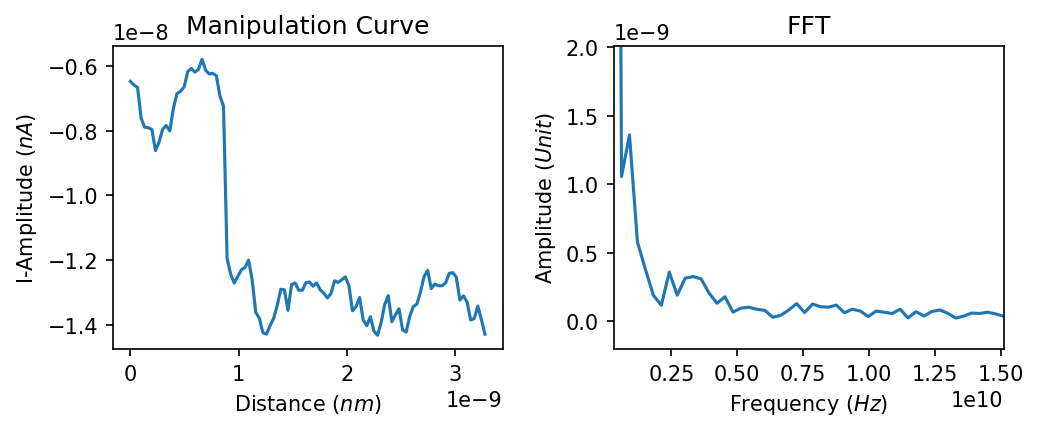 Manipulation Curve
1e−8
−0.6
−0.8
−1.0
−1.2
−1.4
I-Amplitude (nA)
0 1 2 3
Distance (nm)
1e−9
FFT
1e−9
2.0
1.5
1.0
0.5
0.0
Amplitude (Unit)
0.25 0.50 0.75 1.00 1.25 1.50
Frequency (Hz)
1e10